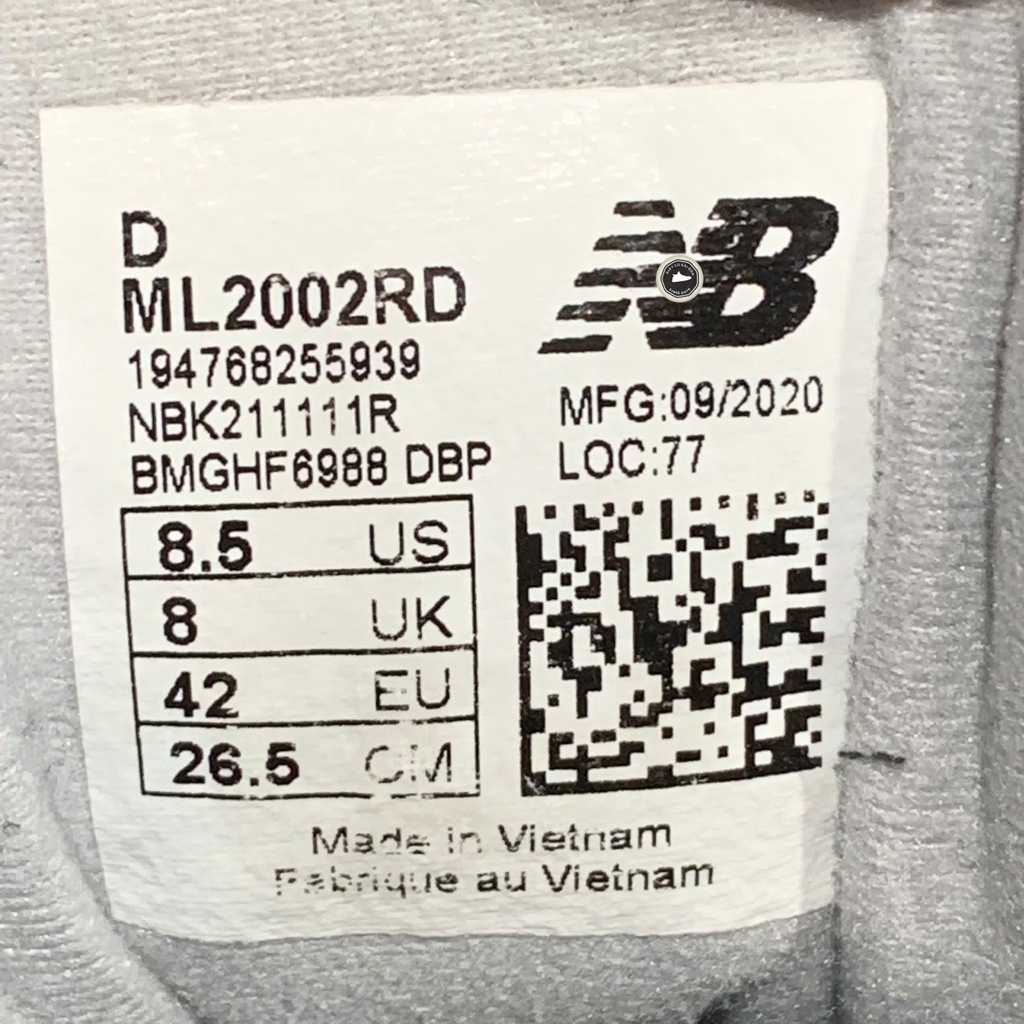 D
ML2002RD
194768255939
NBK211111R
BMGHF6988 DBP
NB
MFG:09/2020
LOC:77
8.5 US
8 UK
42 EU
26.5 CM
Made in Vietnam
Fabrique au Vietnam